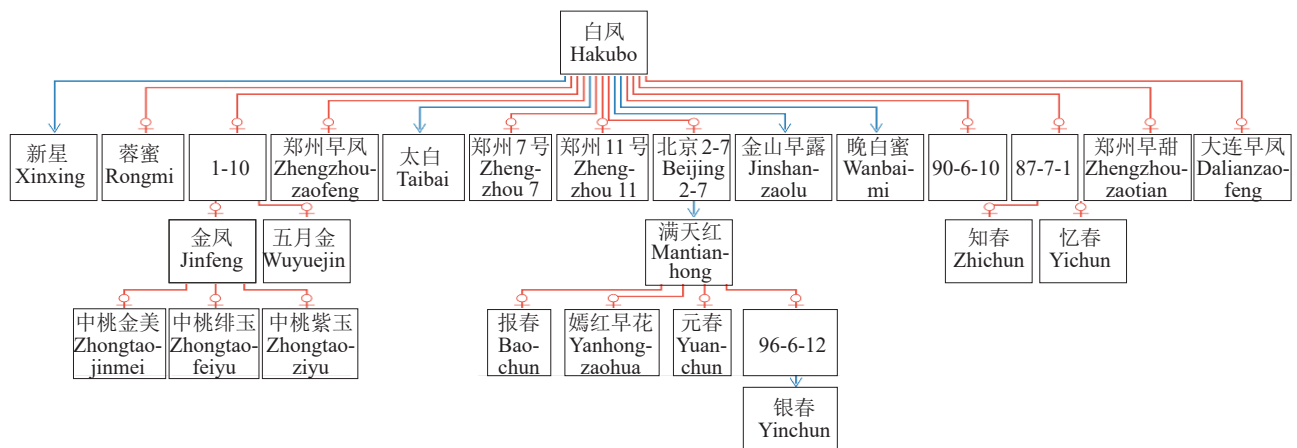 白凤
Hakubo
新星
Xinxing
蓉蜜
Rongmi
1-10
郑州早凤
Zhengzhou-
zaofeng
太白
Taibai
郑州7号
Zheng-
zhou 7
郑州11号
Zheng-
zhou 11
北京2-7
Beijing
2-7
金山早露
Jinshan-
zaolu
晚白蜜
Wanbai-
mi
90-6-10
87-7-1
郑州早甜
Zhengzhou-
zaotian
大连早凤
Dalianzao-
feng
金凤
Jinfeng
五月金
Wuyuejin
满天红
Mantian-
hong
知春
Zhichun
忆春
Yichun
中桃金美
Zhongtao-
jinmei
中桃绯玉
Zhongtao-
feiyu
中桃紫玉
Zhongtao-
ziyu
报春
Bao-
chun
嫣红早花
Yanhong-
zaohua
元春
Yuan-
chun
96-6-12
银春
Yinchun